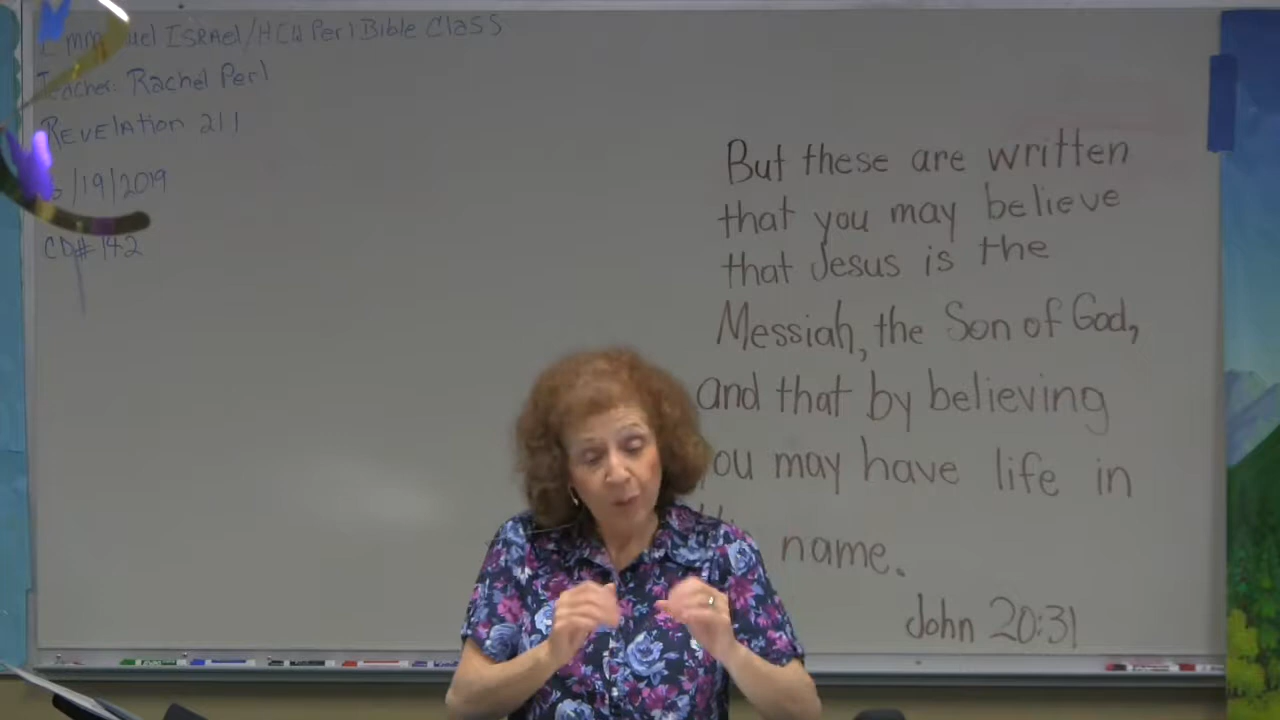 Israel/HCW Perl Bible Class
Teacher: Rachel Perl
Revelation 211
/19/2019
CD# 142
But these are written
that you may believe
that Jesus is the
Messiah, the Son of God,
and that by believing
you may have life in
name.
John 20:31